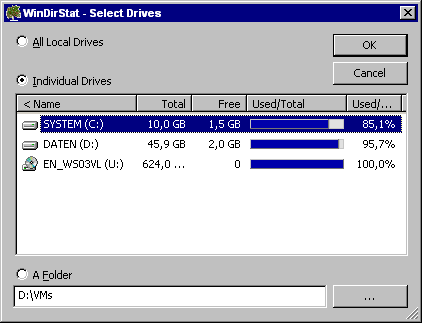 WinDirStat - Select Drives
All Local Drives
OK
Cancel
Individual Drives
< Name Total Free Used/Total Used/...
SYSTEM (C:) 10,0 GB 1,5 GB 85,1%
DATEN (D:) 45,9 GB 2,0 GB 95,7%
EN_WS03VL (U:) 624,0 ... 0 100,0%
A Folder
D:\VMs ...